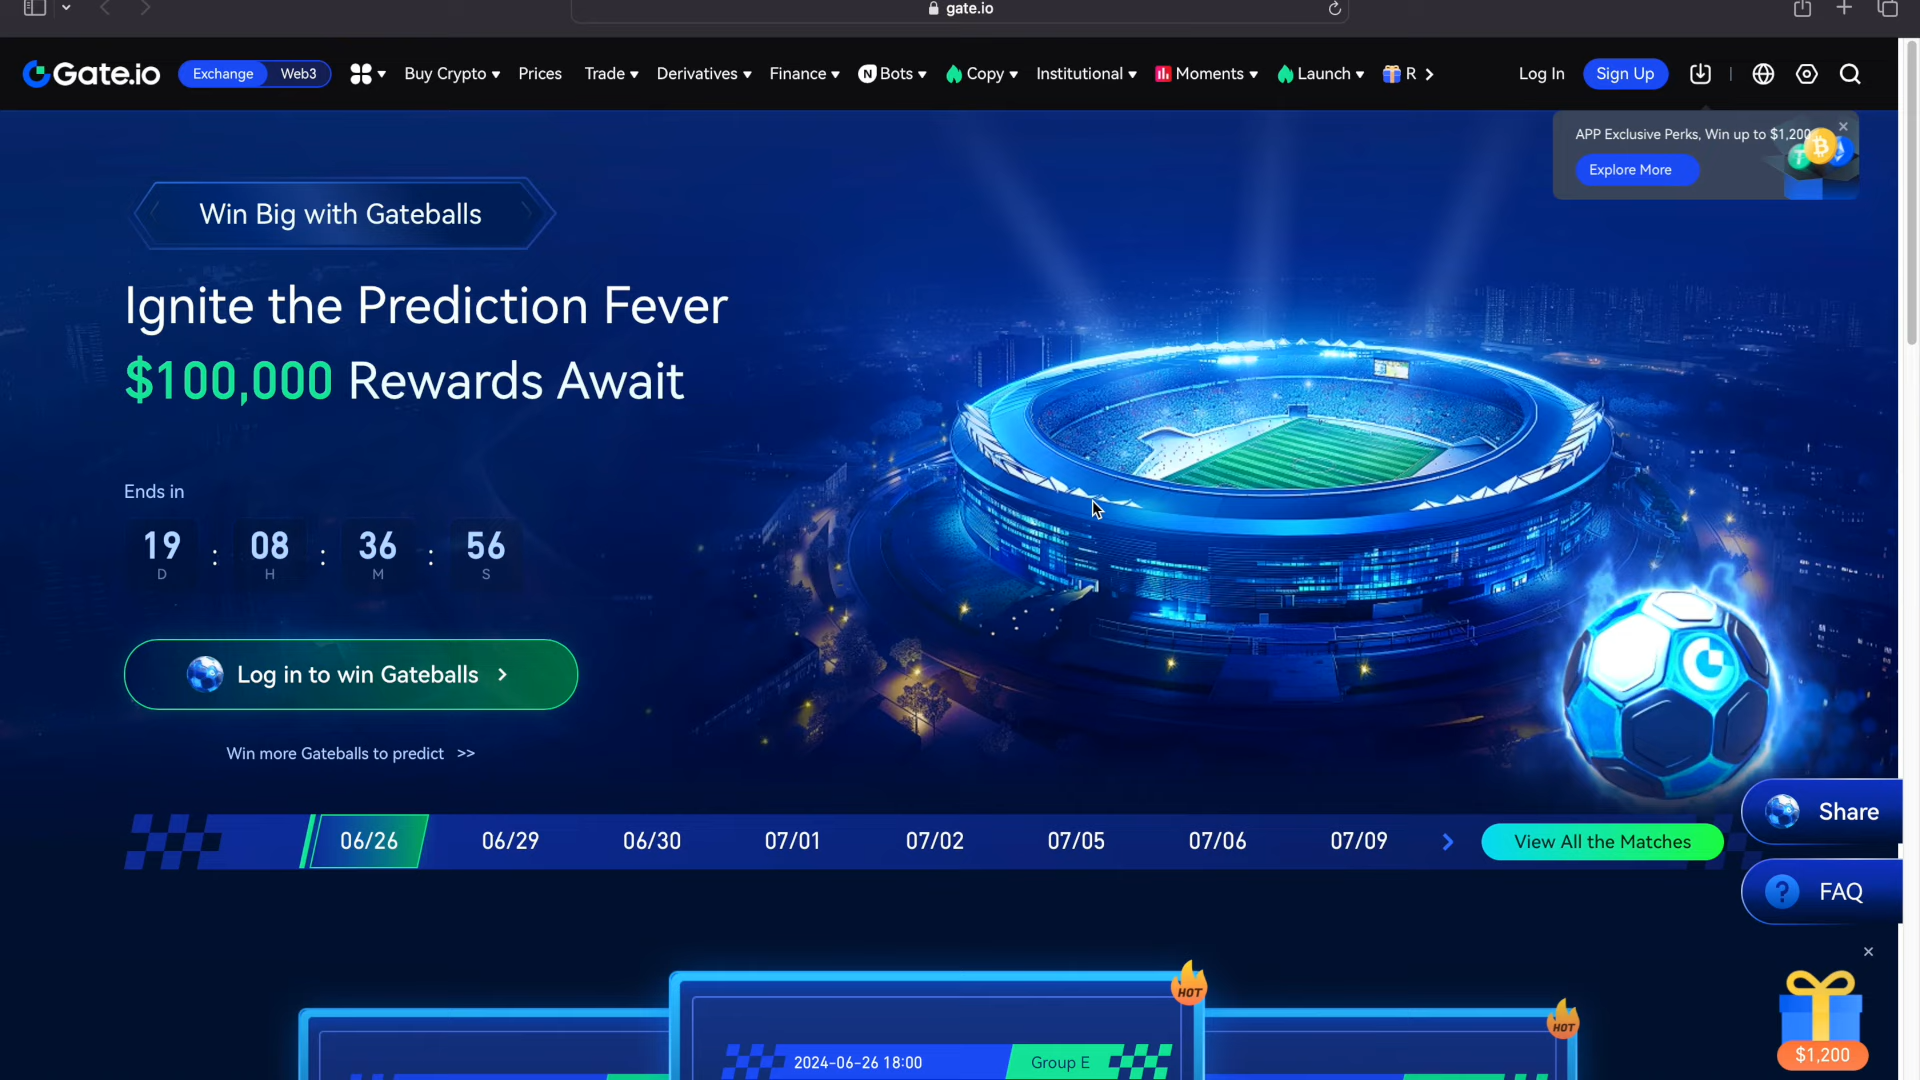 gate.io
Gate.io Exchange Web3 Buy Crypto Prices Trade Derivatives Finance N Bots Copy Institutional Moments Launch R Log In Sign Up
APP Exclusive Perks, Win up to $1,200
Explore More
Win Big with Gateballs
Ignite the Prediction Fever
$100,000 Rewards Await
Ends in
19 : 08 : 36 : 56
D H M S
Log in to win Gateballs >
Win more Gateballs to predict >>
06/26 06/29 06/30 07/01 07/02 07/05 07/06 07/09 > View All the Matches
Share
? FAQ
HOT
HOT
2024-06-26 18:00 Group E
$1,200